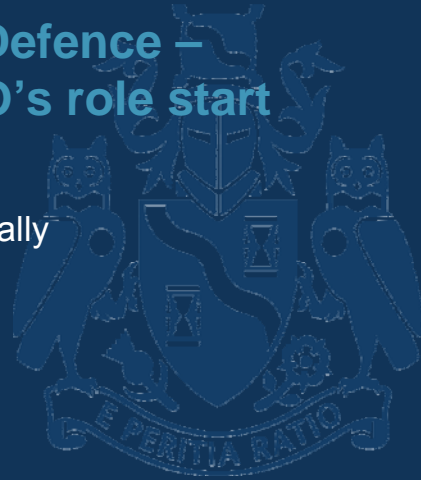 Defence –
D’s role start
ally
E PERITIA RATIO